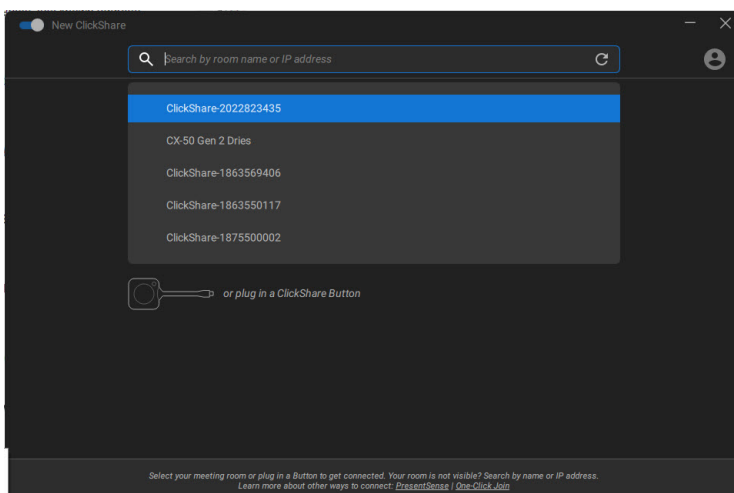 New ClickShare
Search by room name or IP address
ClickShare-2022823435
CX-50 Gen 2 Dries
ClickShare-1863569406
ClickShare-1863550117
ClickShare-1875500002
or plug in a ClickShare Button
Select your meeting room or plug in a Button to get connected. Your room is not visible? Search by name or IP address.
Learn more about other ways to connect: PresentSense | One-Click Join